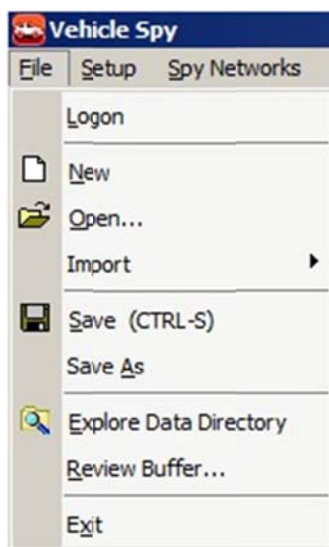 Vehicle Spy
File Setup Spy Networks
Logon
New
Open...
Import
Save (CTRL-S)
Save As
Explore Data Directory
Review Buffer...
Exit